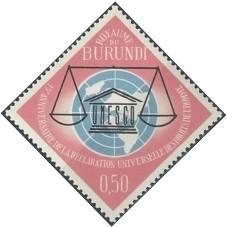 ROYAUME
DU
BURUNDI
UNESCO
15e ANNIVERSAIRE DE LA DECLARATION UNIVERSELLE DES DROITS DE L'HOMME
0,50